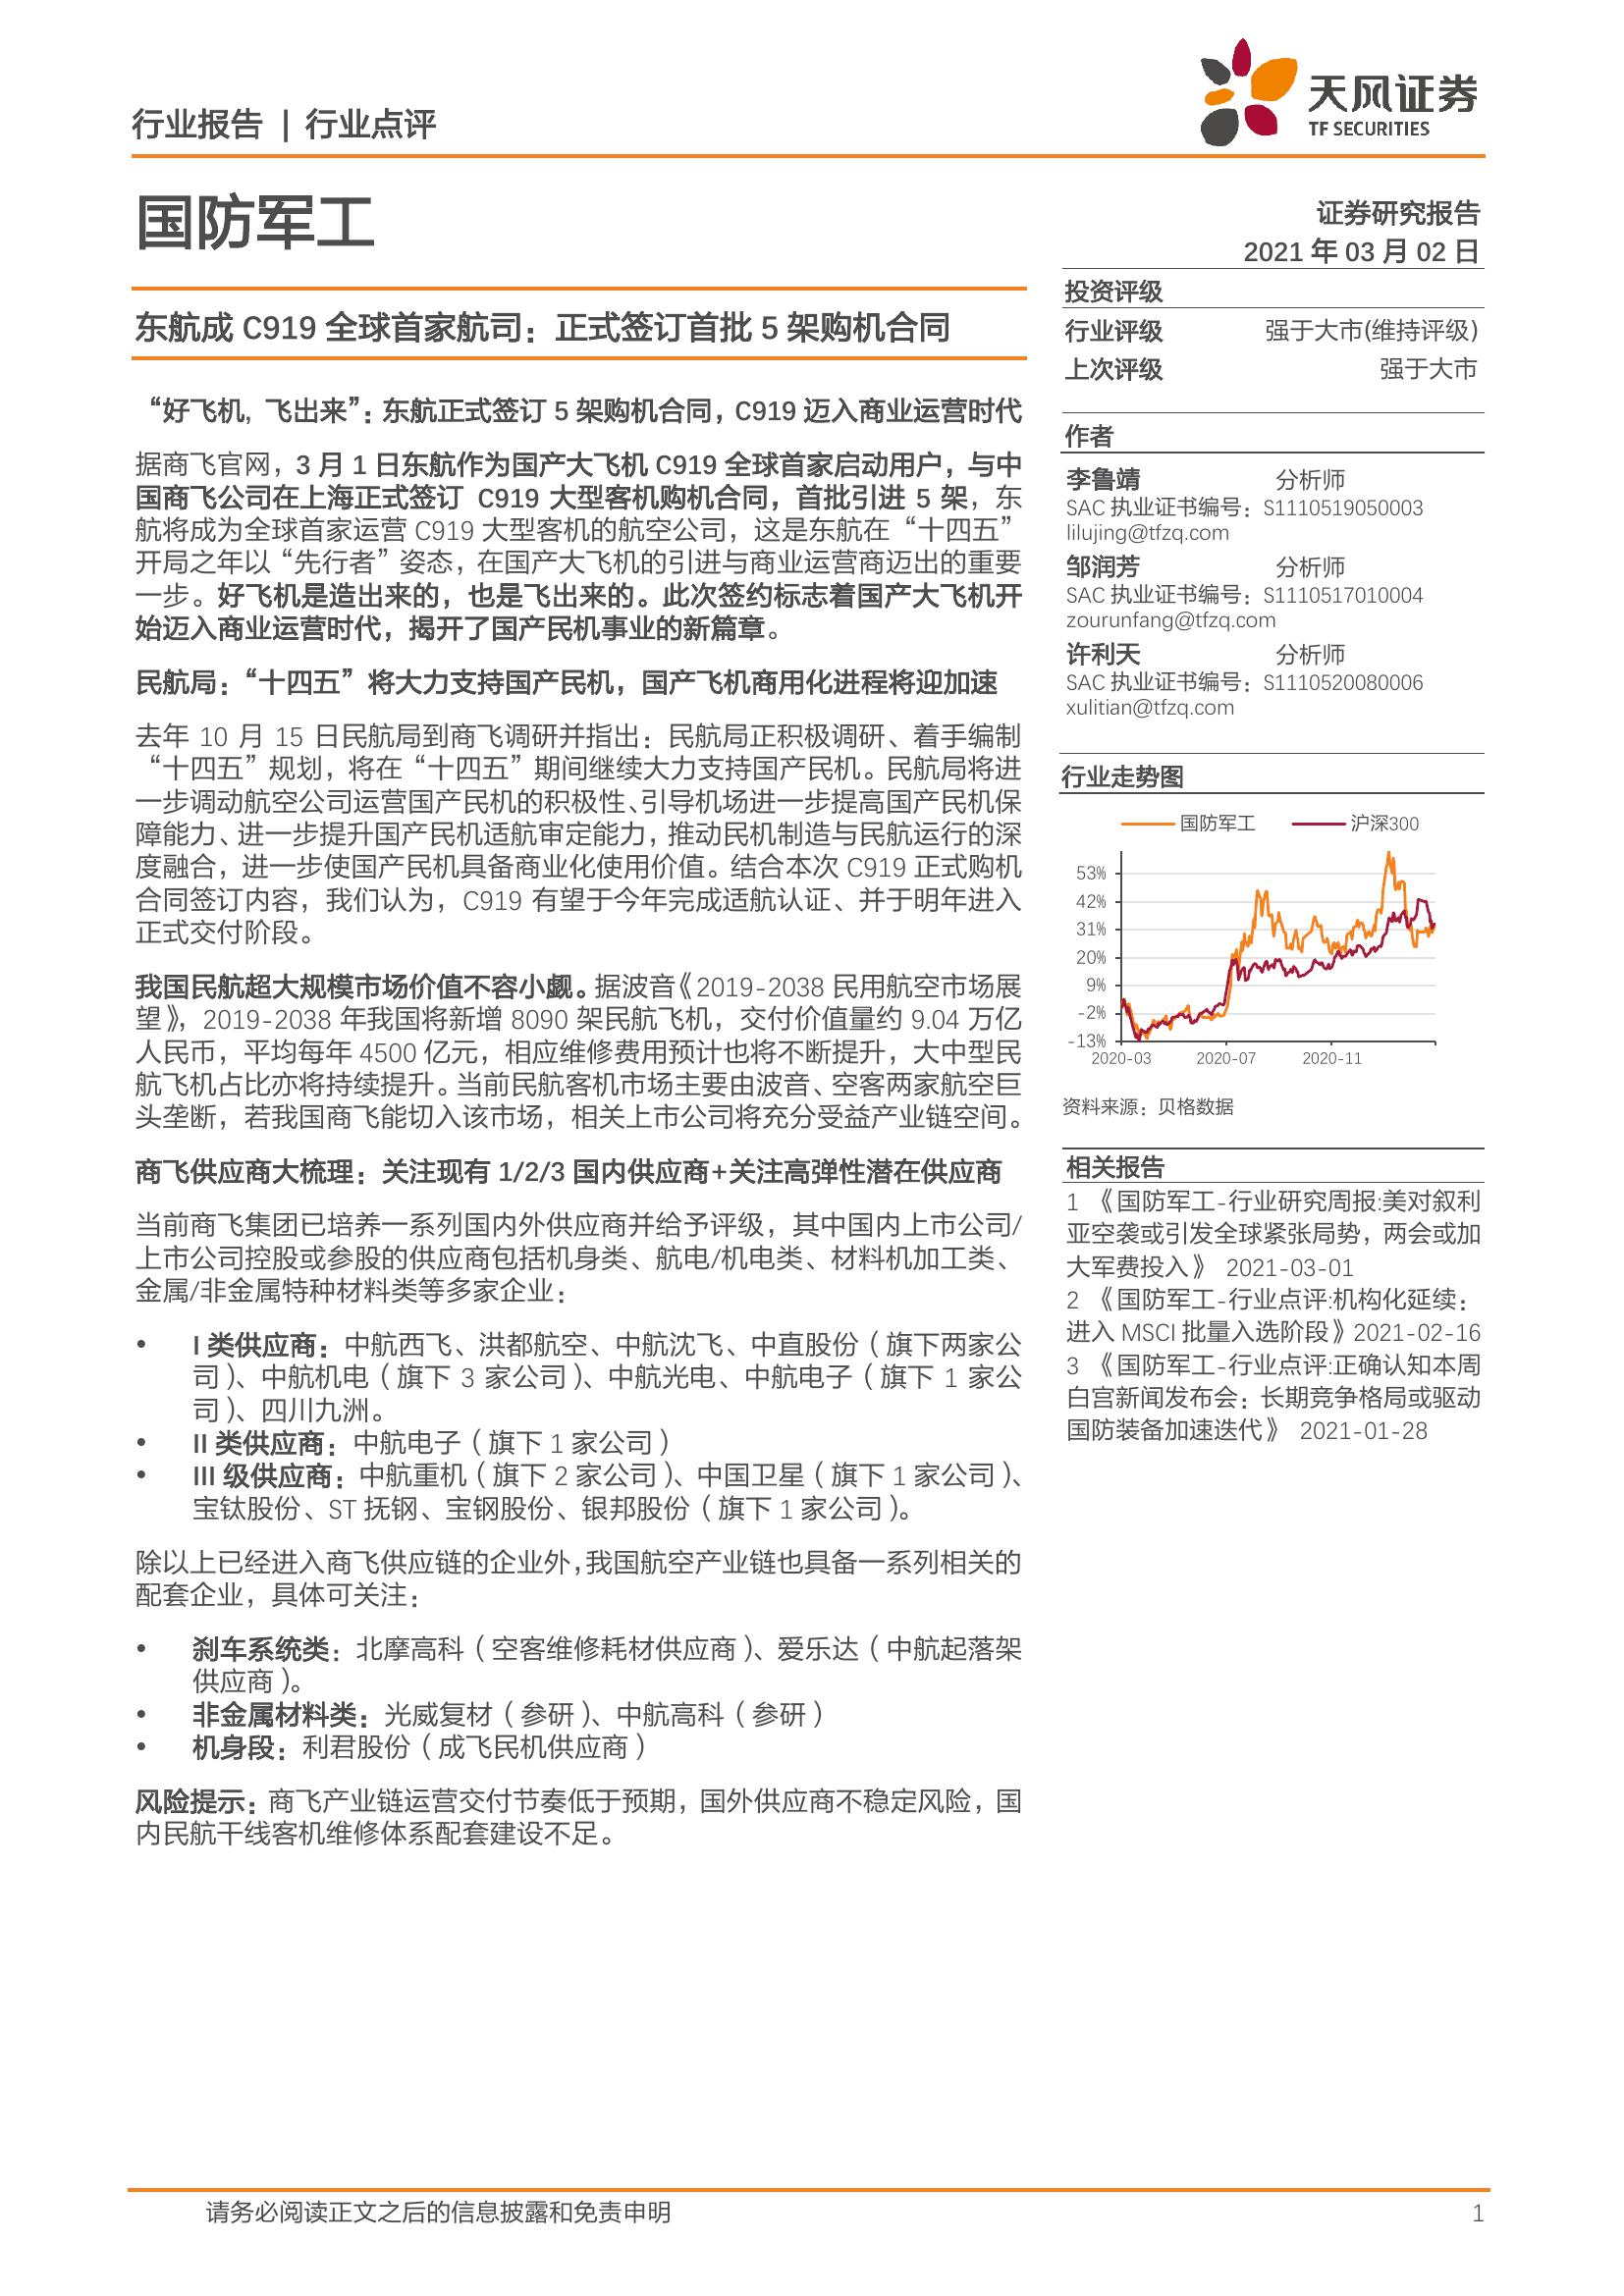 行业报告 | 行业点评
天风证券
TF SECURITIES
国防军工
东航成 C919 全球首家航司：正式签订首批 5 架购机合同
“好飞机，飞出来”：东航正式签订 5 架购机合同，C919 迈入商业运营时代
据商飞官网，3 月 1 日东航作为国产大飞机 C919 全球首家启动用户，与中
国商飞公司在上海正式签订 C919 大型客机购机合同，首批引进 5 架，东
航将成为全球首家运营 C919 大型客机的航空公司，这是东航在“十四五”
开局之年以“先行者”姿态，在国产大飞机的引进与商业运营商迈出的重要
一步。好飞机是造出来的，也是飞出来的。此次签约标志着国产大飞机开
始迈入商业运营时代，揭开了国产民机事业的新篇章。
民航局：“十四五”将大力支持国产民机，国产飞机商用化进程将迎加速
去年 10 月 15 日民航局到商飞调研并指出：民航局正积极调研、着手编制
“十四五”规划，将在“十四五”期间继续大力支持国产民机。民航局将进
一步调动航空公司运营国产民机的积极性、引导机场进一步提高国产民机保
障能力、进一步提升国产民机适航审定能力，推动民机制造与民航运行的深
度融合，进一步使国产民机具备商业化使用价值。结合本次 C919 正式购机
合同签订内容，我们认为，C919 有望于今年完成适航认证、并于明年进入
正式交付阶段。
我国民航超大规模市场价值不容小觑。据波音《2019-2038 民用航空市场展
望》，2019-2038 年我国将新增 8090 架民航飞机，交付价值量约 9.04 万亿
人民币，平均每年 4500 亿元，相应维修费用预计也将不断提升，大中型民
航飞机占比亦将持续提升。当前民航客机市场主要由波音、空客两家航空巨
头垄断，若我国商飞能切入该市场，相关上市公司将充分受益产业链空间。
商飞供应商大梳理：关注现有 1/2/3 国内供应商+关注高弹性潜在供应商
当前商飞集团已培养一系列国内外供应商并给予评级，其中国内上市公司/
上市公司控股或参股的供应商包括机身类、航电/机电类、材料机加工类、
金属/非金属特种材料类等多家企业：
• I 类供应商：中航西飞、洪都航空、中航沈飞、中直股份（旗下两家公
司）、中航机电（旗下 3 家公司）、中航光电、中航电子（旗下 1 家公
司）、四川九洲。
• II 类供应商：中航电子（旗下 1 家公司）
• III 级供应商：中航重机（旗下 2 家公司）、中国卫星（旗下 1 家公司）、
宝钛股份、ST 抚钢、宝钢股份、银邦股份（旗下 1 家公司）。
除以上已经进入商飞供应链的企业外，我国航空产业链也具备一系列相关的
配套企业，具体可关注：
• 刹车系统类：北摩高科（空客维修耗材供应商）、爱乐达（中航起落架
供应商）。
• 非金属材料类：光威复材（参研）、中航高科（参研）
• 机身段：利君股份（成飞民机供应商）
风险提示：商飞产业链运营交付节奏低于预期，国外供应商不稳定风险，国
内民航干线客机维修体系配套建设不足。
证券研究报告
2021 年 03 月 02 日
投资评级
行业评级 强于大市(维持评级)
上次评级 强于大市
作者
李鲁靖 分析师
SAC 执业证书编号：S1110519050003
lilujing@tfzq.com
邹润芳 分析师
SAC 执业证书编号：S1110517010004
zourunfang@tfzq.com
许利天 分析师
SAC 执业证书编号：S1110520080006
xulitian@tfzq.com
行业走势图
国防军工 沪深300
53%
42%
31%
20%
9%
-2%
-13%
2020-03 2020-07 2020-11
资料来源：贝格数据
相关报告
1 《国防军工-行业研究周报:美对叙利
亚空袭或引发全球紧张局势，两会或加
大军费投入》 2021-03-01
2 《国防军工-行业点评:机构化延续：
进入 MSCI 批量入选阶段》2021-02-16
3 《国防军工-行业点评:正确认知本周
白宫新闻发布会：长期竞争格局或驱动
国防装备加速迭代》 2021-01-28
请务必阅读正文之后的信息披露和免责申明 1